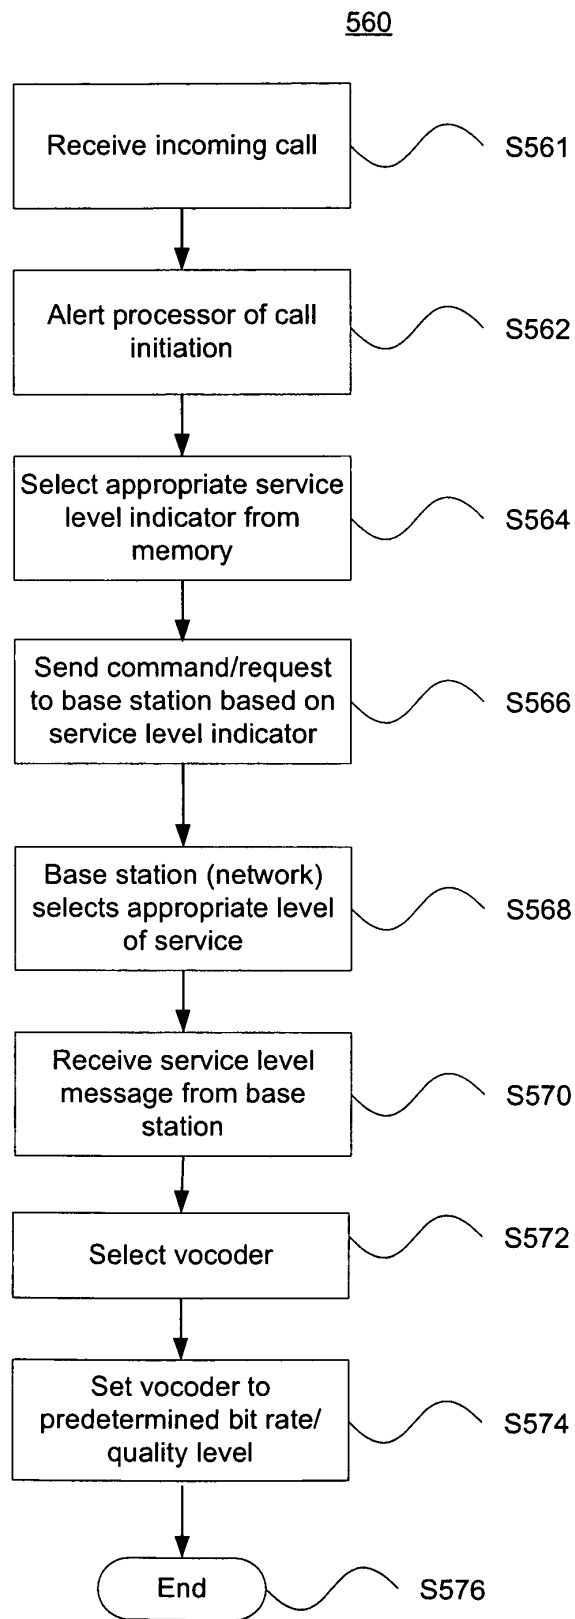 560
Receive incoming call
S561
Alert processor of call
initiation
S562
Select appropriate service
level indicator from
memory
S564
Send command/request
to base station based on
service level indicator
S566
Base station (network)
selects appropriate level
of service
S568
Receive service level
message from base
station
S570
Select vocoder
S572
Set vocoder to
predetermined bit rate/
quality level
S574
End
S576